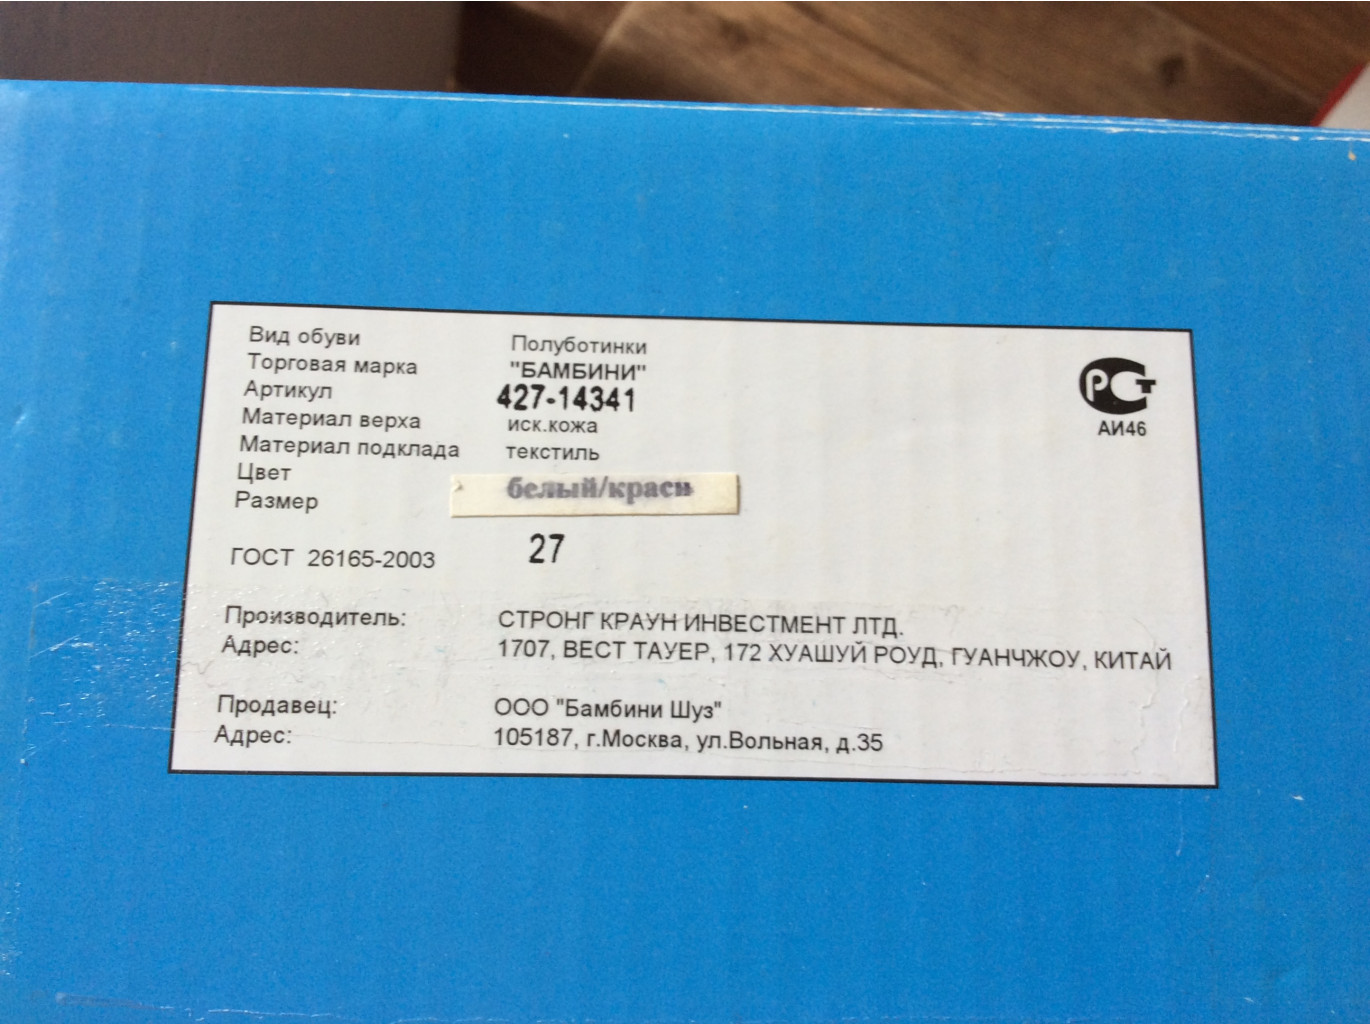 Вид обуви Полуботинки
Торговая марка "БАМБИНИ"
Артикул 427-14341
Материал верха иск.кожа
Материал подклада текстиль
Цвет белый/красн
Размер 27
ГОСТ 26165-2003
РСТ
АИ46
Производитель: СТРОНГ КРАУН ИНВЕСТМЕНТ ЛТД.
Адрес: 1707, ВЕСТ ТАУЕР, 172 ХУАШУЙ РОУД, ГУАНЧЖОУ, КИТАЙ
Продавец: ООО "Бамбини Шуз"
Адрес: 105187, г.Москва, ул.Вольная, д.35